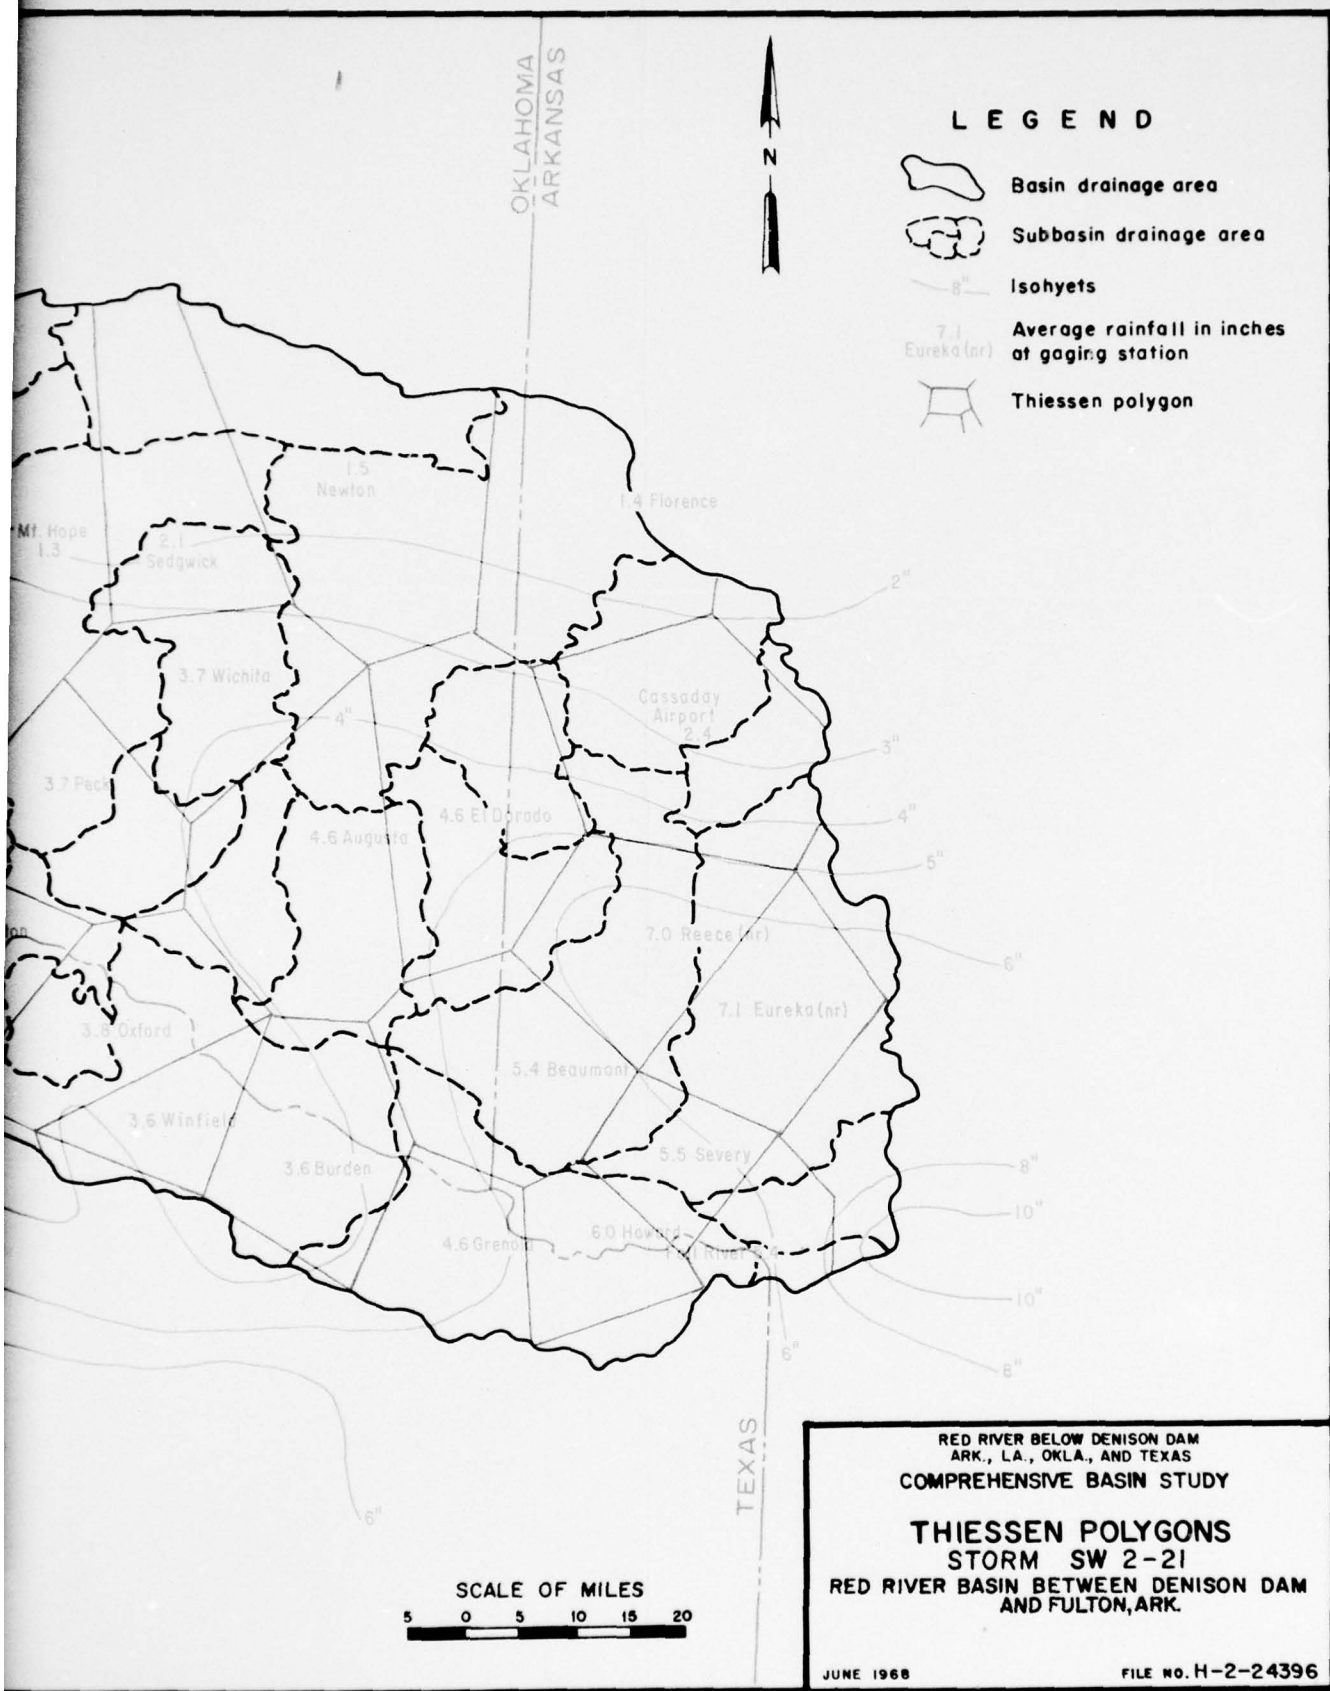 OKLAHOMA
ARKANSAS
N
LEGEND
Basin drainage area
Subbasin drainage area
8"
Isohyets
7.1
Eureka (nr)
Average rainfall in inches
at gaging station
Thiessen polygon
1.5
Newton
1.4 Florence
Mt. Hope
1.3
2.1
Sedgwick
2"
3.7 Wichita
Cassaday
Airport
2.4
4"
3"
3.7 Peck
4.6 Augusta
4.6 El Dorado
4"
5"
7.0 Reece (nr)
6"
3.8 Oxford
7.1 Eureka (nr)
5.4 Beaumont
3.6 Winfield
3.6 Burden
5.5 Severy
8"
10"
4.6 Grenola
6.0 Howard
Fall River
10"
6"
8"
6"
TEXAS
SCALE OF MILES
5 0 5 10 15 20
RED RIVER BELOW DENISON DAM
ARK., LA., OKLA., AND TEXAS
COMPREHENSIVE BASIN STUDY
THIESSEN POLYGONS
STORM SW 2-21
RED RIVER BASIN BETWEEN DENISON DAM
AND FULTON, ARK.
JUNE 1968
FILE NO. H-2-24396